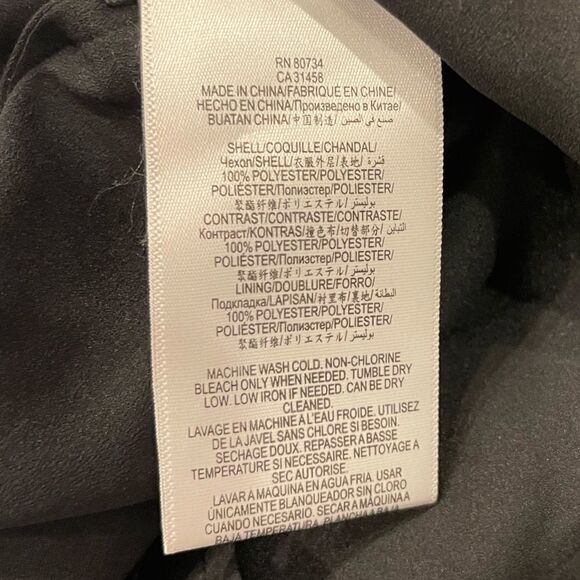 RN 80734
CA 31458
MADE IN CHINA/FABRIQUÉ EN CHINE/
HECHO EN CHINA/Произведено в Китае/
BUATAN CHINA/中国制造/ صنع في الصين
SHELL/COQUILLE/CHANDAL/
Чехол/SHELL/衣服外层/表地/ قشرة
100% POLYESTER/POLYESTER/
POLIÉSTER/Полиэстер/POLIESTER/
聚酯纤维/ポリエステル/ بوليستر
CONTRAST/CONTRASTE/CONTRASTE/
Контраст/KONTRAS/撞色布/切替部分/ التباين
100% POLYESTER/POLYESTER/
POLIÉSTER/Полиэстер/POLIESTER/
聚酯纤维/ポリエステル/ بوليستر
LINING/DOUBLURE/FORRO/
Подкладка/LAPISAN/衬里布/裏地/ البطانة
100% POLYESTER/POLYESTER/
POLIÉSTER/Полиэстер/POLIESTER/
聚酯纤维/ポリエステル/ بوليستر
MACHINE WASH COLD. NON-CHLORINE
BLEACH ONLY WHEN NEEDED. TUMBLE DRY
LOW. LOW IRON IF NEEDED. CAN BE DRY
CLEANED.
LAVAGE EN MACHINE À L'EAU FROIDE. UTILISEZ
DE LA JAVEL SANS CHLORE SI BESOIN.
SECHAGE DOUX. REPASSER A BASSE
TEMPERATURE SI NECESSAIRE. NETTOYAGE A
SEC AUTORISE.
LAVAR A MAQUINA EN AGUA FRIA. USAR
ÚNICAMENTE BLANQUEADOR SIN CLORO
CUANDO NECESARIO. SECAR A MAQUINA A
BAJA TEMPERATURA. PLANCHA A BAJA